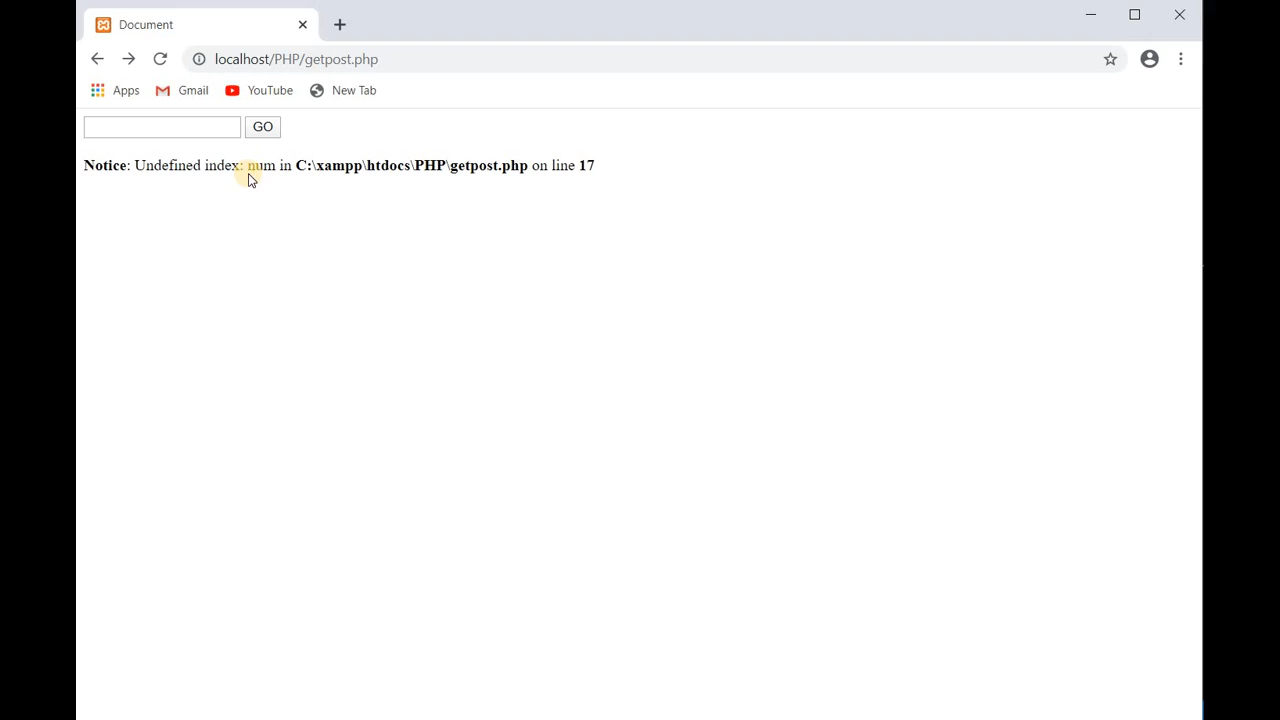 Document
localhost/PHP/getpost.php
Apps Gmail YouTube New Tab
GO
Notice: Undefined index: num in C:\xampp\htdocs\PHP\getpost.php on line 17